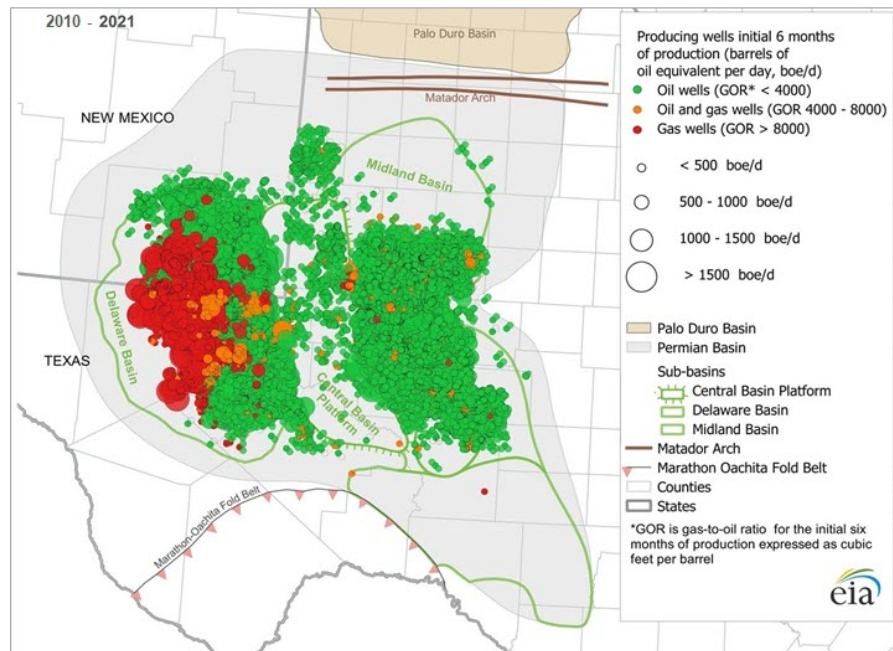 2010 - 2021
Palo Duro Basin
Matador Arch
NEW MEXICO
Midland Basin
Delaware Basin
TEXAS
Central Basin
Platform
Marathon-Oachita Fold Belt
Producing wells initial 6 months
of production (barrels of
oil equivalent per day, boe/d)
Oil wells (GOR* < 4000)
Oil and gas wells (GOR 4000 - 8000)
Gas wells (GOR > 8000)
< 500 boe/d
500 - 1000 boe/d
1000 - 1500 boe/d
> 1500 boe/d
Palo Duro Basin
Permian Basin
Sub-basins
Central Basin Platform
Delaware Basin
Midland Basin
Matador Arch
Marathon Oachita Fold Belt
Counties
States
*GOR is gas-to-oil ratio for the initial six
months of production expressed as cubic
feet per barrel
eia